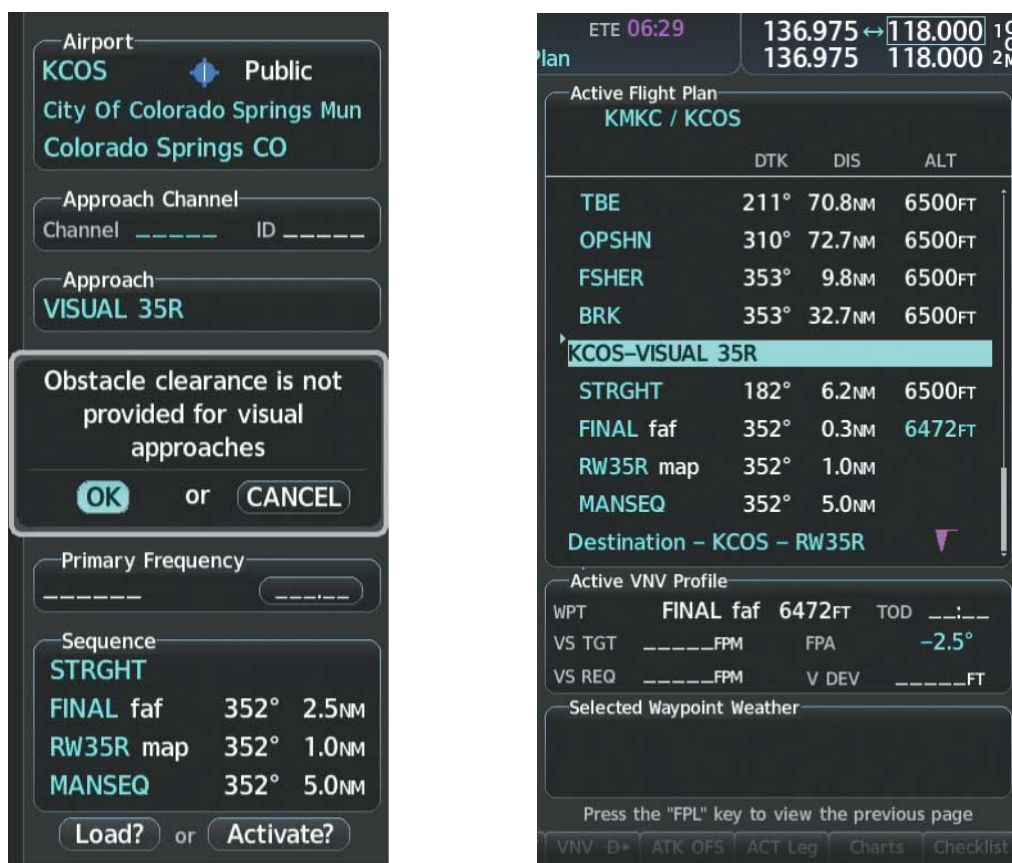 Airport
KCOS Public
City Of Colorado Springs Mun
Colorado Springs CO
Approach Channel
Channel _____ ID _____
Approach
VISUAL 35R
Obstacle clearance is not
provided for visual
approaches
OK or CANCEL
Primary Frequency
______ ___.__
Sequence
STRGHT
FINAL faf 352° 2.5NM
RW35R map 352° 1.0NM
MANSEQ 352° 5.0NM
Load? or Activate?
ETE 06:29 136.975 ↔ 118.000 1
lan 136.975 118.000 2
Active Flight Plan
KMKC / KCOS
DTK DIS ALT
TBE 211° 70.8NM 6500FT
OPSHN 310° 72.7NM 6500FT
FSHER 353° 9.8NM 6500FT
BRK 353° 32.7NM 6500FT
KCOS–VISUAL 35R
STRGHT 182° 6.2NM 6500FT
FINAL faf 352° 0.3NM 6472FT
RW35R map 352° 1.0NM
MANSEQ 352° 5.0NM
Destination – KCOS – RW35R
Active VNV Profile
WPT FINAL faf 6472FT TOD __:__
VS TGT _____FPM FPA -2.5°
VS REQ _____FPM V DEV _____FT
Selected Waypoint Weather
Press the "FPL" key to view the previous page
VNV -D→ ATK OFS ACT Leg Charts Checklist